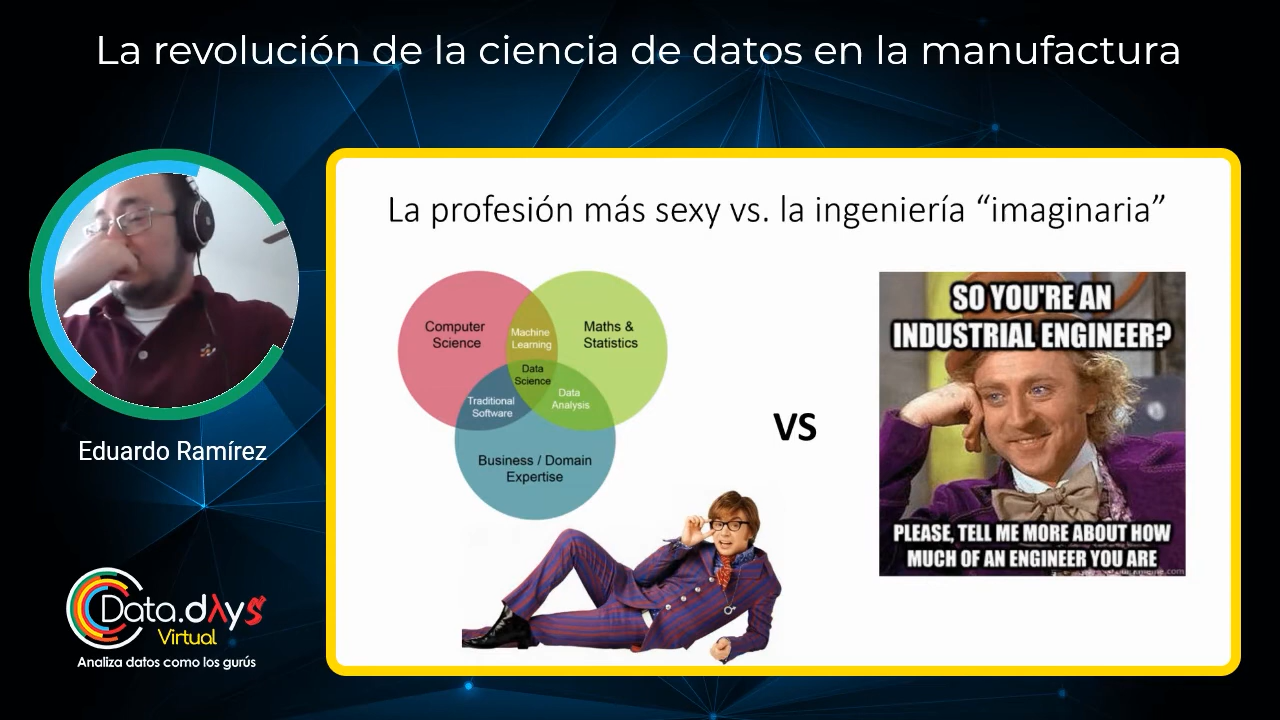 La revolución de la ciencia de datos en la manufactura
Eduardo Ramírez
Data.dAys
Virtual
Analiza datos como los gurús
La profesión más sexy vs. la ingeniería “imaginaria”
Computer
Science
Machine
Learning
Maths &
Statistics
Data
Science
Traditional
Software
Data
Analysis
Business / Domain
Expertise
VS
SO YOU'RE AN
INDUSTRIAL ENGINEER?
PLEASE, TELL ME MORE ABOUT HOW
MUCH OF AN ENGINEER YOU ARE